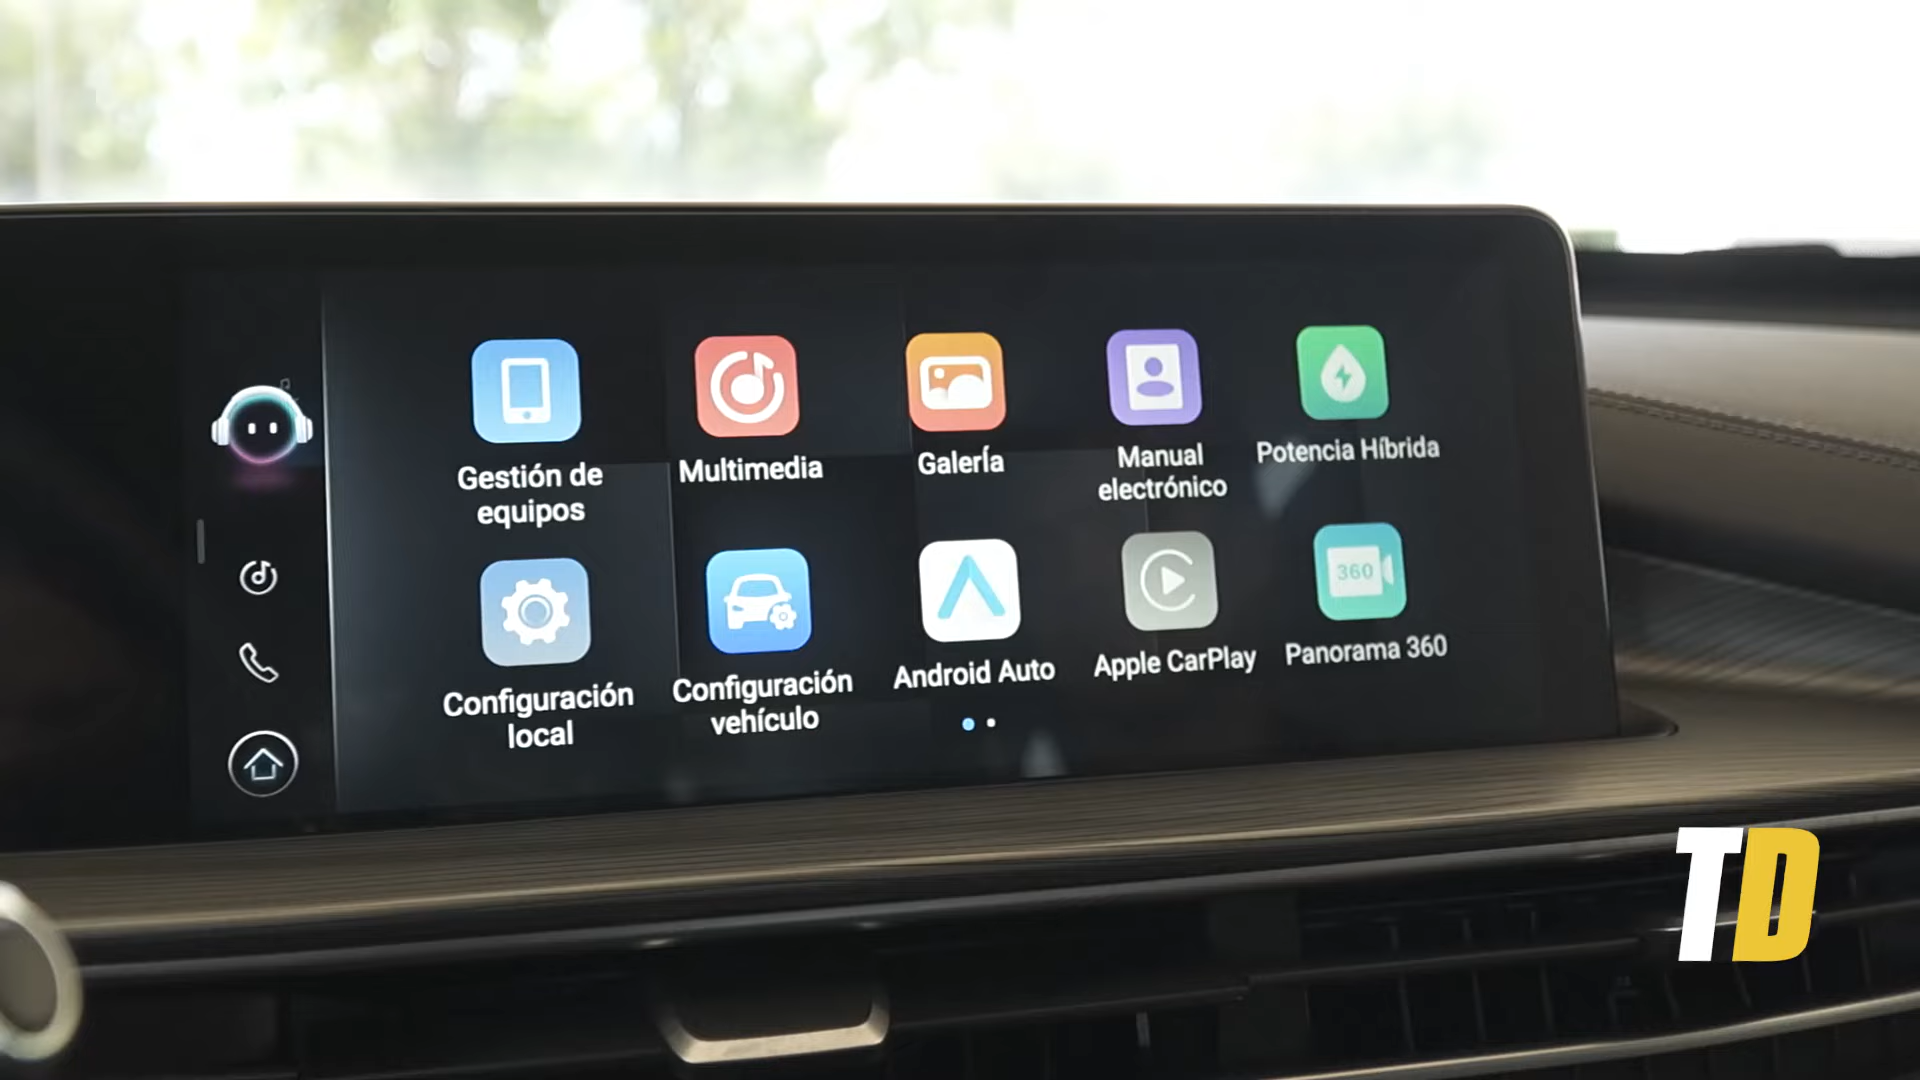 Gestión de
equipos
Multimedia
Galería
Manual
electrónico
Potencia Híbrida
Configuración
local
Configuración
vehículo
Android Auto
Apple CarPlay
360
Panorama 360
TD